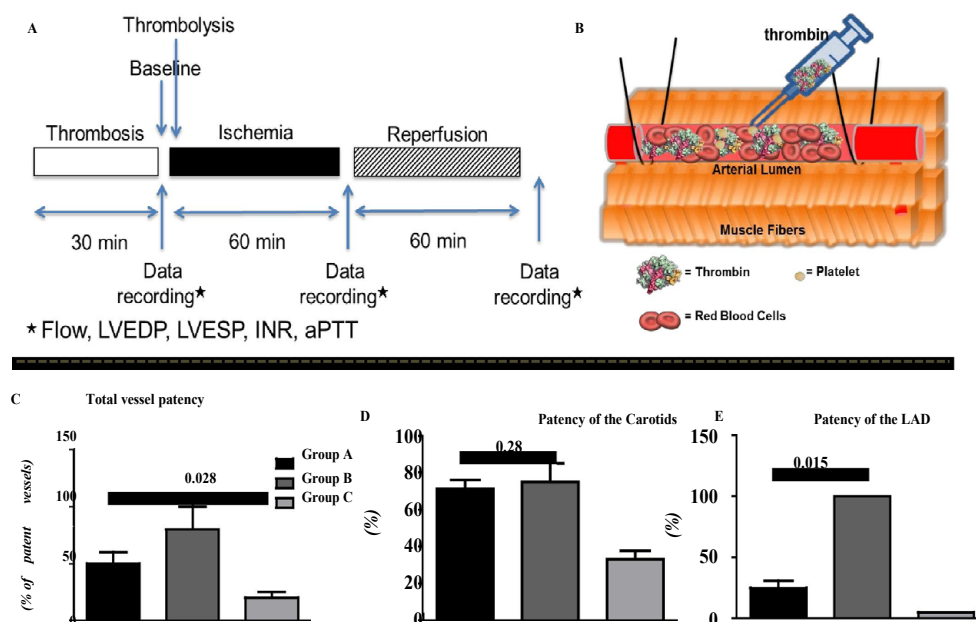 A
Thrombolysis
Baseline
Thrombosis
Ischemia
Reperfusion
30 min
60 min
60 min
Data
recording★
Data
recording★
Data
recording★
★ Flow, LVEDP, LVESP, INR, aPTT
B
thrombin
Arterial Lumen
Muscle Fibers
= Thrombin
= Platelet
= Red Blood Cells
C
Total vessel patency
(% of patent vessels)
150
100
50
0
0.028
Group A
Group B
Group C
D
Patency of the Carotids
(%)
100
80
60
40
20
0
0.28
E
Patency of the LAD
(%)
150
100
50
0
0.015